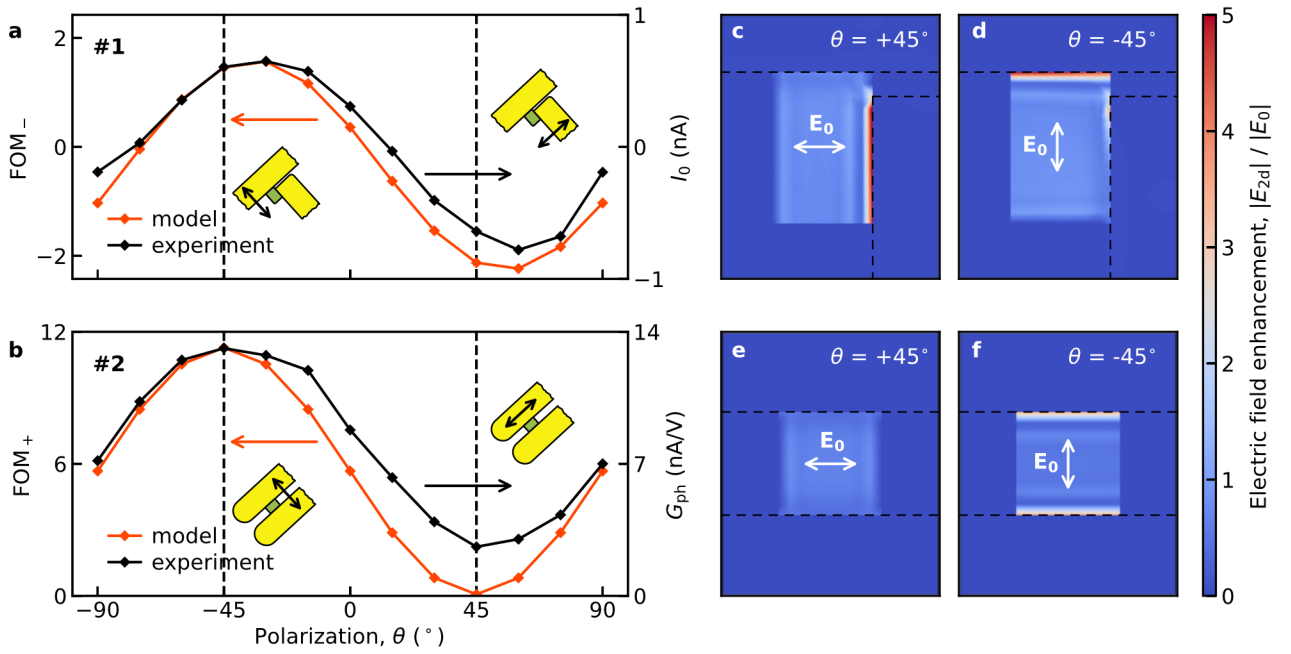 a
#1
FOM−
2
0
−2
model
experiment
1
0
−1
I0 (nA)
b
#2
FOM+
12
6
0
model
experiment
14
7
0
Gph (nA/V)
−90
−45
0
45
90
Polarization, θ (°)
c
θ = +45°
E0
d
θ = -45°
E0
e
θ = +45°
E0
f
θ = -45°
E0
5
4
3
2
1
0
Electric field enhancement, |E2d| / |E0|